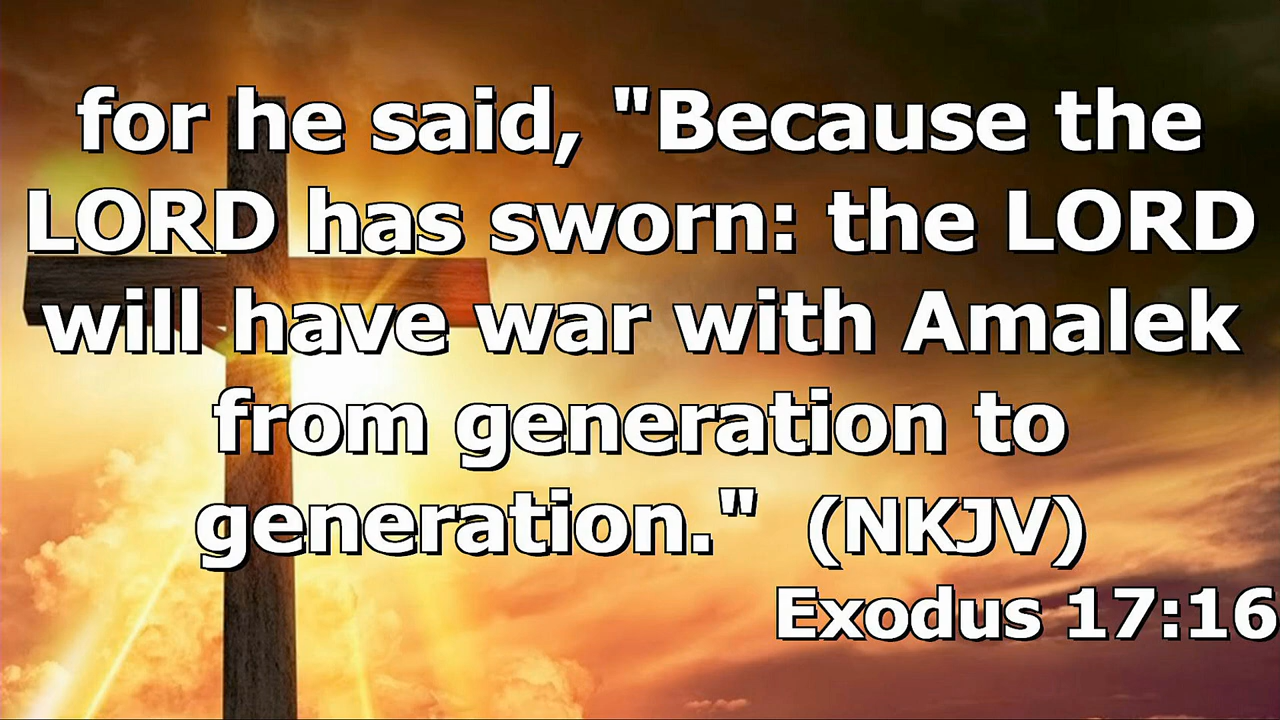 for he said, "Because the
LORD has sworn: the LORD
will have war with Amalek
from generation to
generation."  (NKJV)
Exodus 17:16